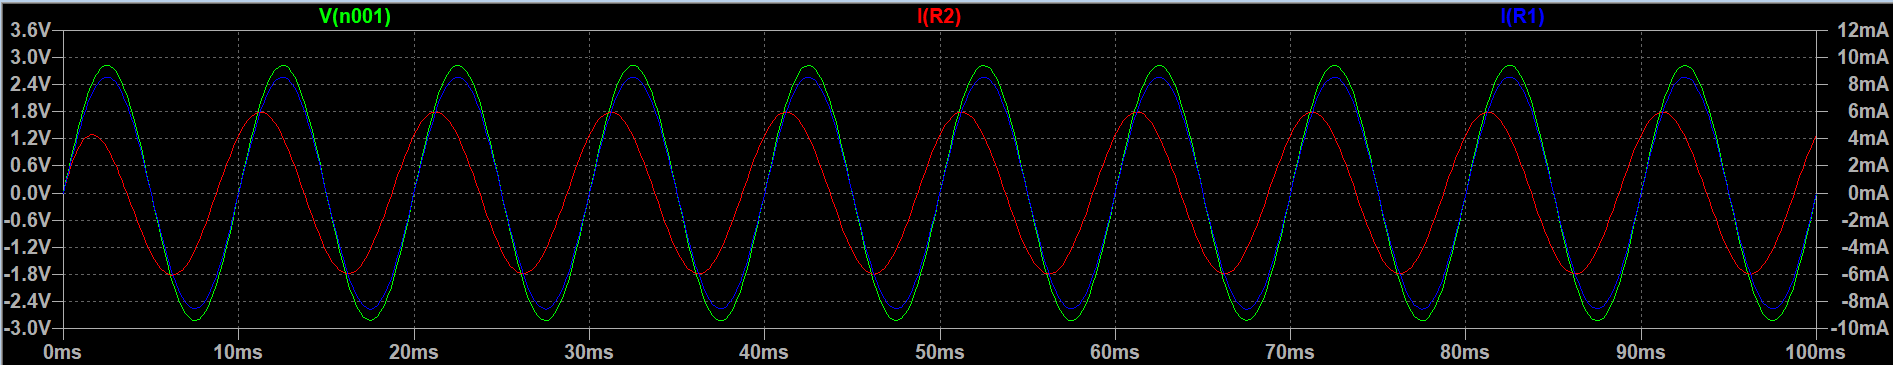 V(n001) I(R2) I(R1)
3.6V 12mA
3.0V 10mA
2.4V 8mA
1.8V 6mA
1.2V 4mA
0.6V 2mA
0.0V 0mA
-0.6V -2mA
-1.2V -4mA
-1.8V -6mA
-2.4V -8mA
-3.0V -10mA
0ms 10ms 20ms 30ms 40ms 50ms 60ms 70ms 80ms 90ms 100ms